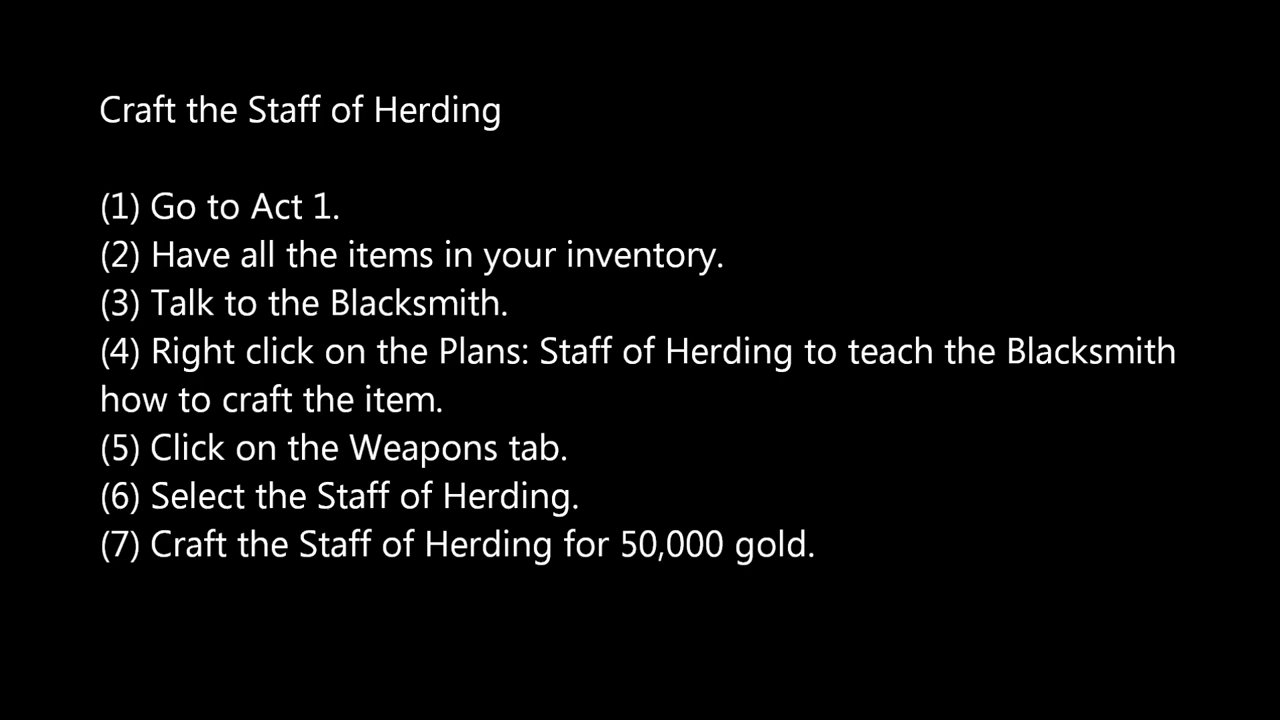 Craft the Staff of Herding
(1) Go to Act 1.
(2) Have all the items in your inventory.
(3) Talk to the Blacksmith.
(4) Right click on the Plans: Staff of Herding to teach the Blacksmith
how to craft the item.
(5) Click on the Weapons tab.
(6) Select the Staff of Herding.
(7) Craft the Staff of Herding for 50,000 gold.